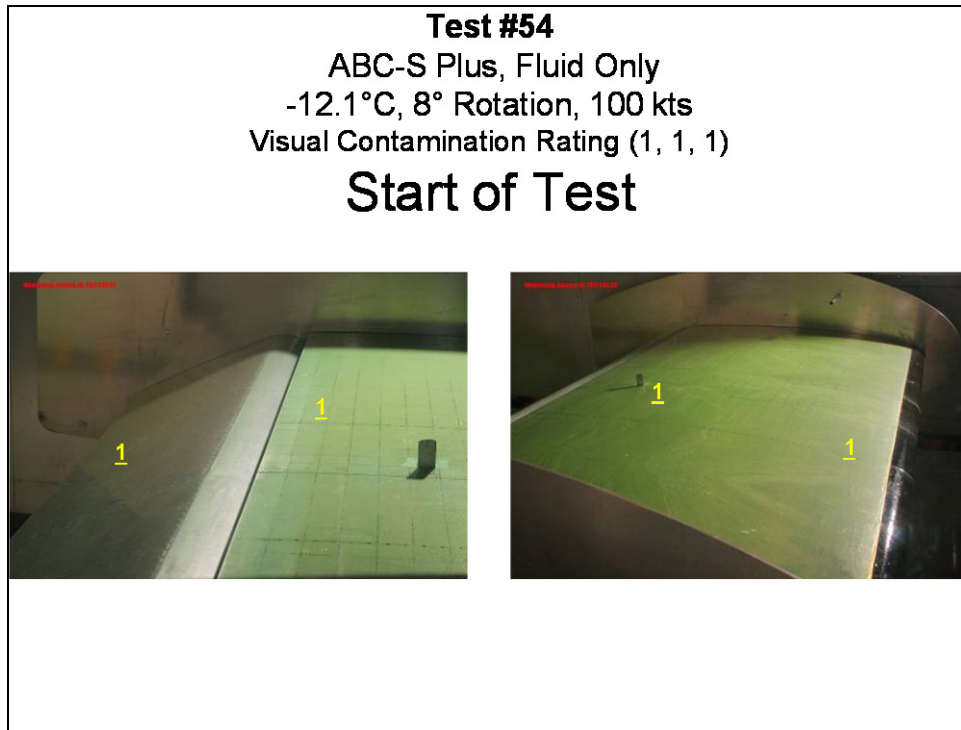 Test #54
ABC-S Plus, Fluid Only
-12.1°C, 8° Rotation, 100 kts
Visual Contamination Rating (1, 1, 1)
Start of Test
1
1
1
1